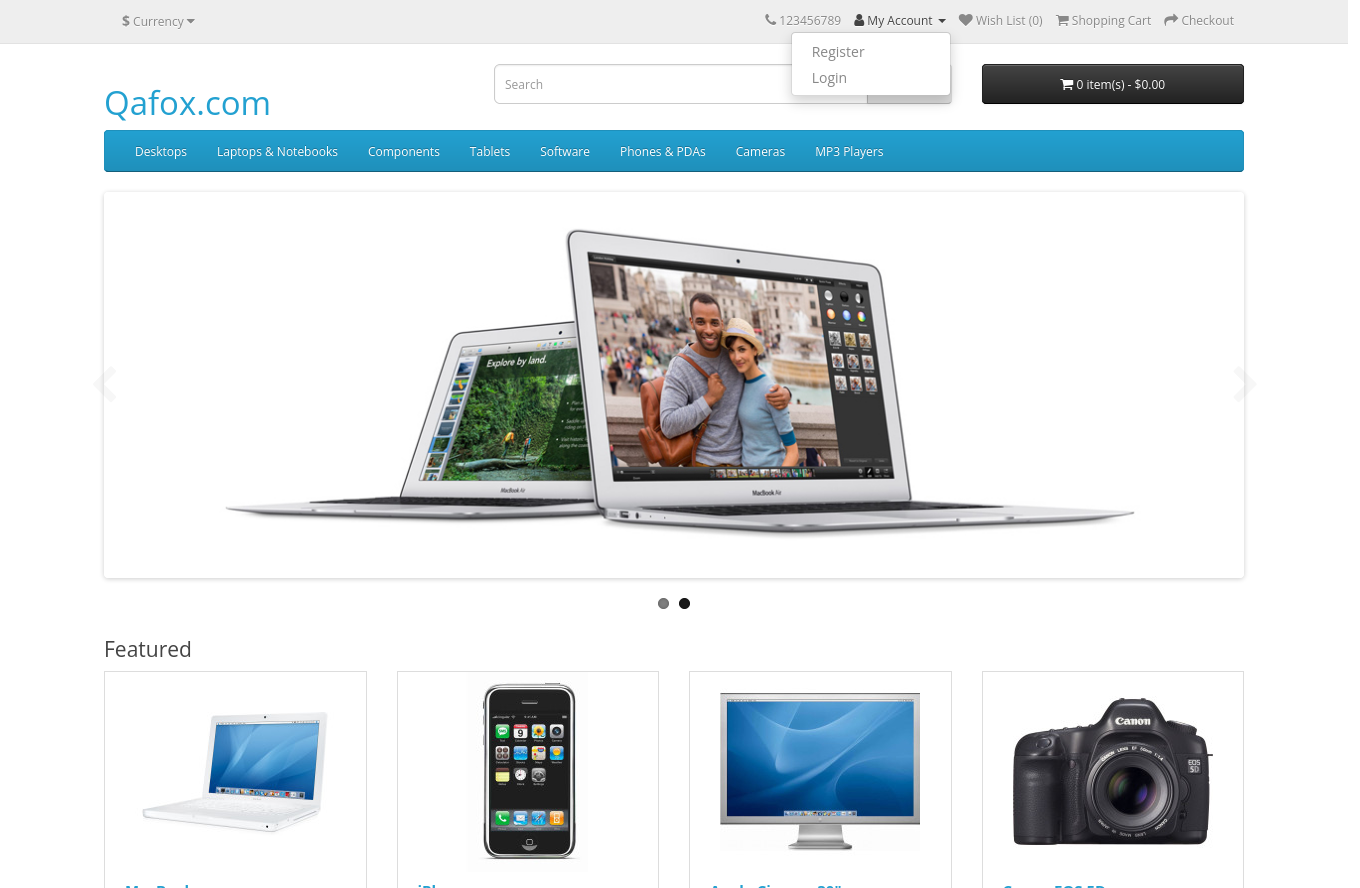 $ Currency
123456789 My Account Wish List (0) Shopping Cart Checkout
Register
Login
Search
0 item(s) - $0.00
Qafox.com
Desktops Laptops & Notebooks Components Tablets Software Phones & PDAs Cameras MP3 Players
Explore by land.
MacBook Air
MacBook Air
Featured
Canon
EOS
5D